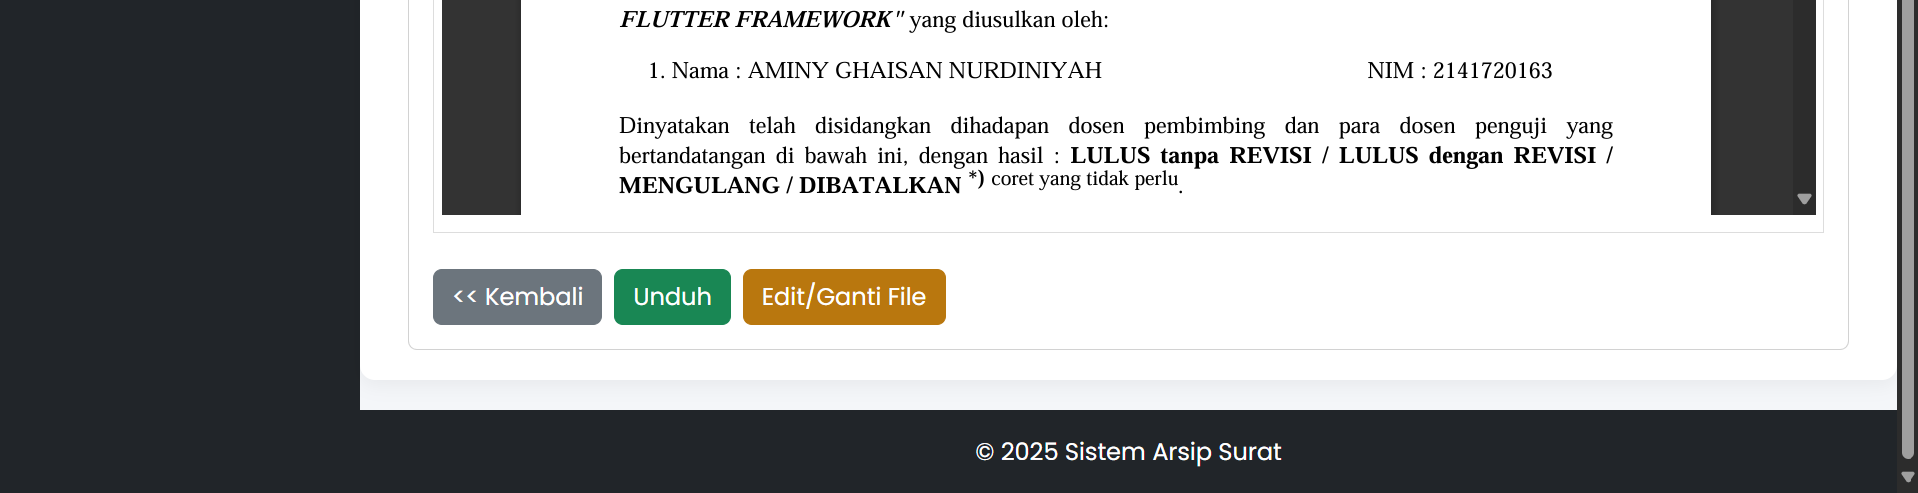 FLUTTER FRAMEWORK" yang diusulkan oleh:
1. Nama : AMINY GHAISAN NURDINIYAH NIM : 2141720163
Dinyatakan telah disidangkan dihadapan dosen pembimbing dan para dosen penguji yang
bertandatangan di bawah ini, dengan hasil : LULUS tanpa REVISI / LULUS dengan REVISI /
MENGULANG / DIBATALKAN *) coret yang tidak perlu.
<< Kembali Unduh Edit/Ganti File
© 2025 Sistem Arsip Surat